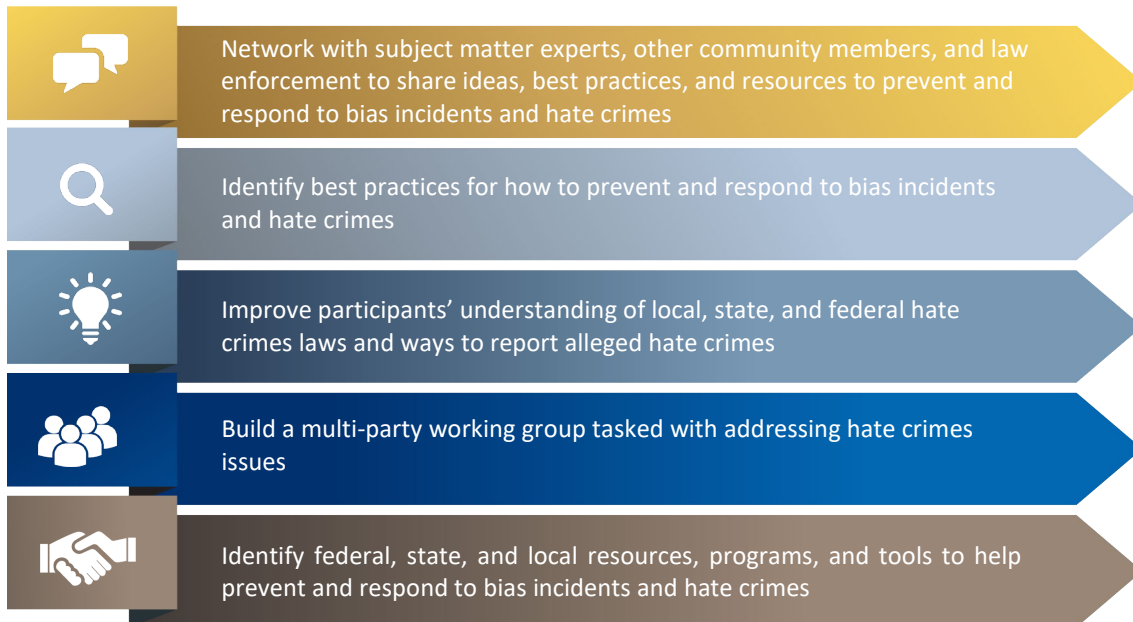 Network with subject matter experts, other community members, and law
enforcement to share ideas, best practices, and resources to prevent and
respond to bias incidents and hate crimes
Identify best practices for how to prevent and respond to bias incidents
and hate crimes
Improve participants’ understanding of local, state, and federal hate
crimes laws and ways to report alleged hate crimes
Build a multi-party working group tasked with addressing hate crimes
issues
Identify federal, state, and local resources, programs, and tools to help
prevent and respond to bias incidents and hate crimes